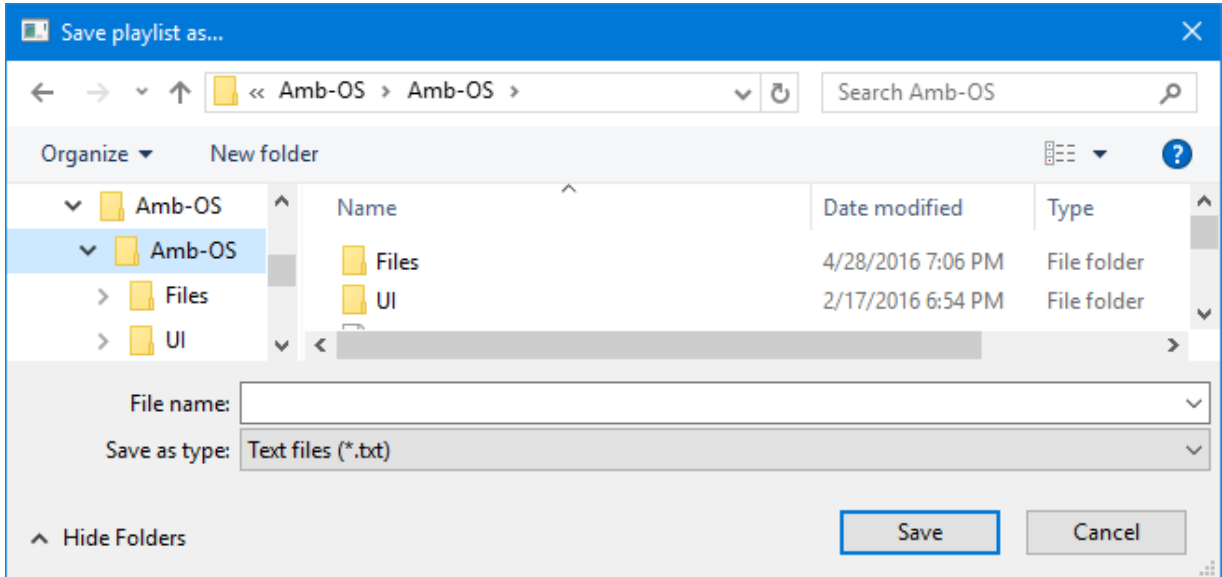 Save playlist as...
« Amb-OS > Amb-OS >
Search Amb-OS
Organize
New folder
?
Amb-OS
Amb-OS
Files
UI
Name
Date modified
Type
Files
4/28/2016 7:06 PM
File folder
UI
2/17/2016 6:54 PM
File folder
File name:
Save as type:
Text files (*.txt)
Hide Folders
Save
Cancel